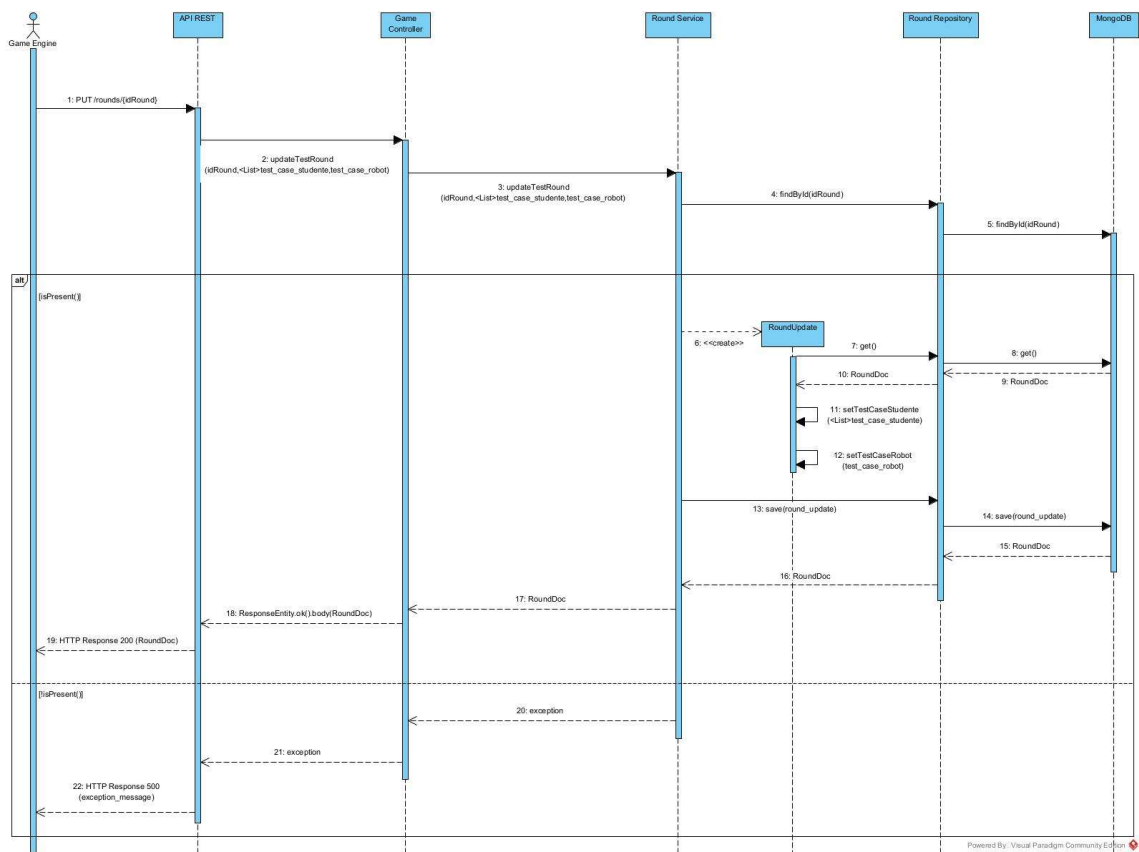 API REST
Game
Controller
Round Service
Round Repository
MongoDB
Game Engine
1: PUT /rounds/{idRound}
2: updateTestRound
(idRound,<List>test_case_studente,test_case_robot)
3: updateTestRound
(idRound,<List>test_case_studente,test_case_robot)
4: findById(idRound)
5: findById(idRound)
alt
[isPresent()]
RoundUpdate
6: <<create>>
7: get()
8: get()
9: RoundDoc
10: RoundDoc
11: setTestCaseStudente
(<List>test_case_studente)
12: setTestCaseRobot
(test_case_robot)
13: save(round_update)
14: save(round_update)
15: RoundDoc
16: RoundDoc
17: RoundDoc
18: ResponseEntity.ok().body(RoundDoc)
19: HTTP Response 200 (RoundDoc)
[!isPresent()]
20: exception
21: exception
22: HTTP Response 500
(exception_message)
Powered By: Visual Paradigm Community Edition